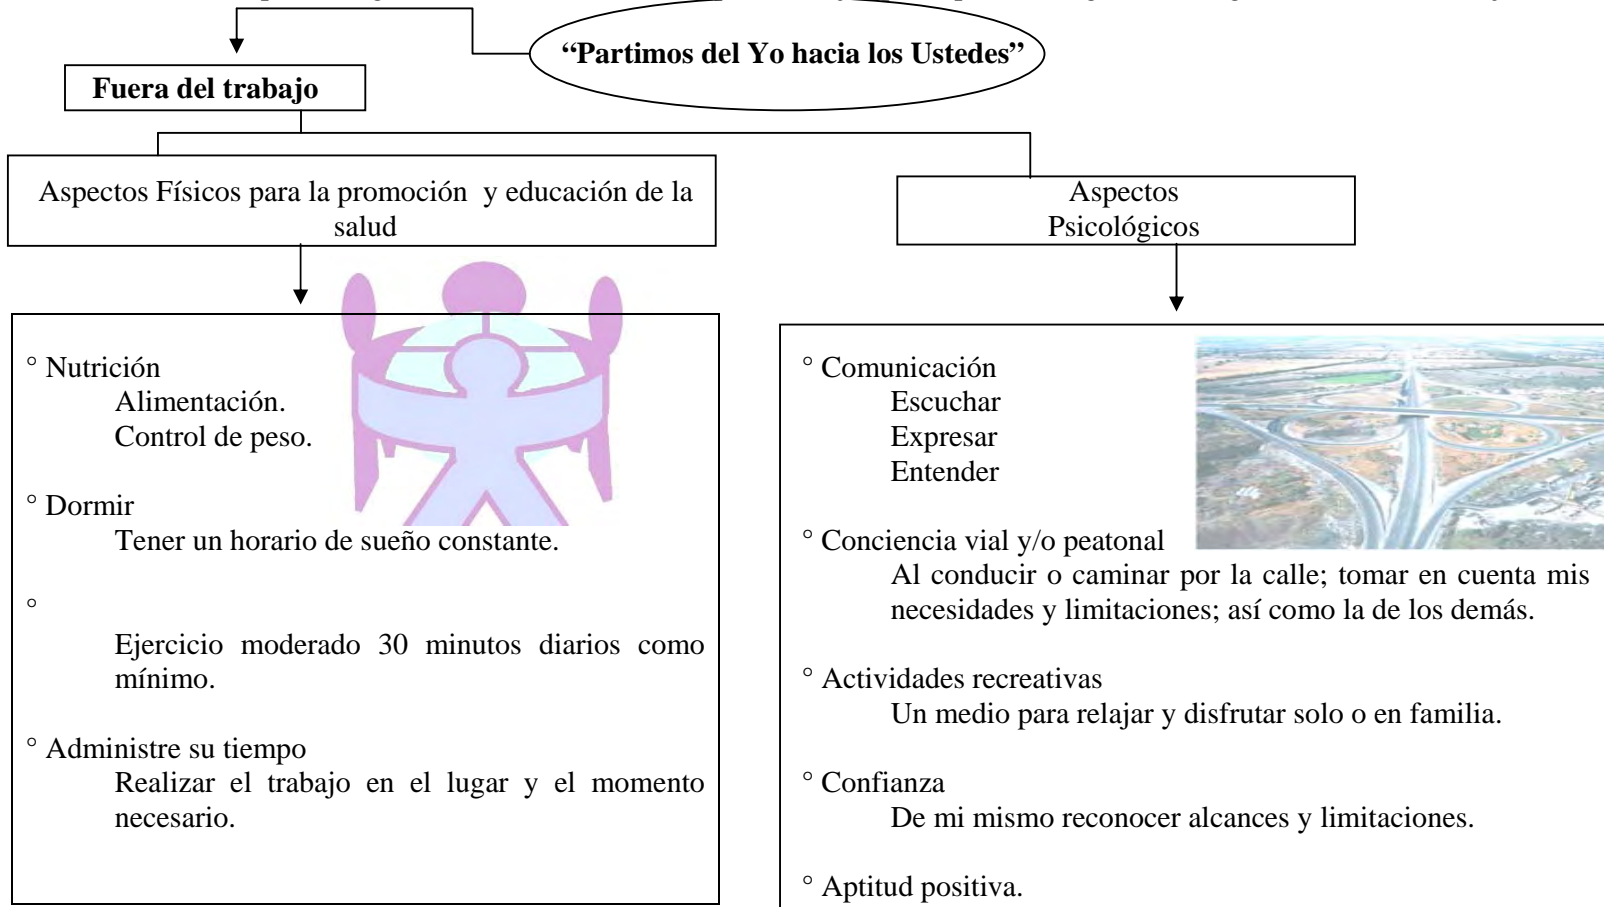 “Partimos del Yo hacia los Ustedes”
Fuera del trabajo
Aspectos Físicos para la promoción y educación de la
salud
° Nutrición
Alimentación.
Control de peso.
° Dormir
Tener un horario de sueño constante.
°
Ejercicio moderado 30 minutos diarios como
mínimo.
° Administre su tiempo
Realizar el trabajo en el lugar y el momento
necesario.
Aspectos
Psicológicos
° Comunicación
Escuchar
Expresar
Entender
° Conciencia vial y/o peatonal
Al conducir o caminar por la calle; tomar en cuenta mis
necesidades y limitaciones; así como la de los demás.
° Actividades recreativas
Un medio para relajar y disfrutar solo o en familia.
° Confianza
De mi mismo reconocer alcances y limitaciones.
° Aptitud positiva.